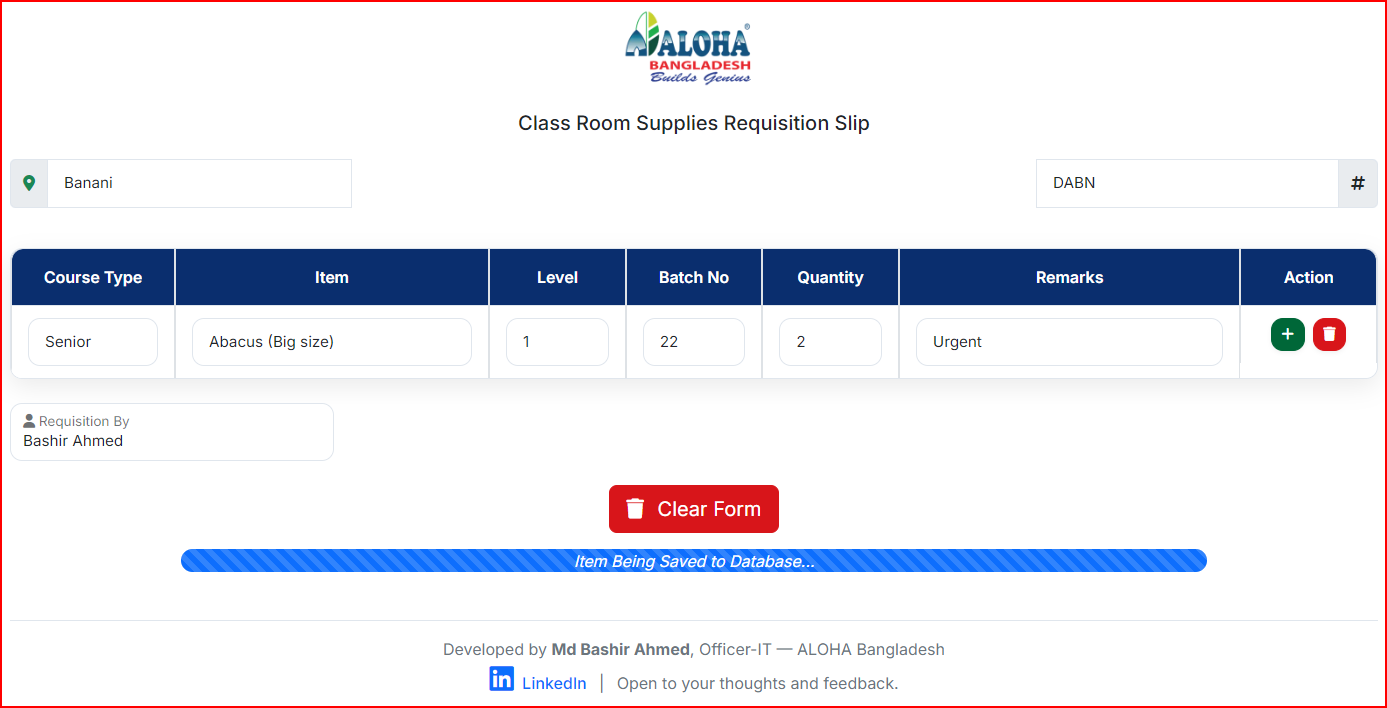 ALOHA®
BANGLADESH
Builds Genius
Class Room Supplies Requisition Slip
Banani
DABN #
Course Type Item Level Batch No Quantity Remarks Action
Senior Abacus (Big size) 1 22 2 Urgent +
Requisition By
Bashir Ahmed
Clear Form
Item Being Saved to Database...
Developed by Md Bashir Ahmed, Officer-IT — ALOHA Bangladesh
in LinkedIn | Open to your thoughts and feedback.